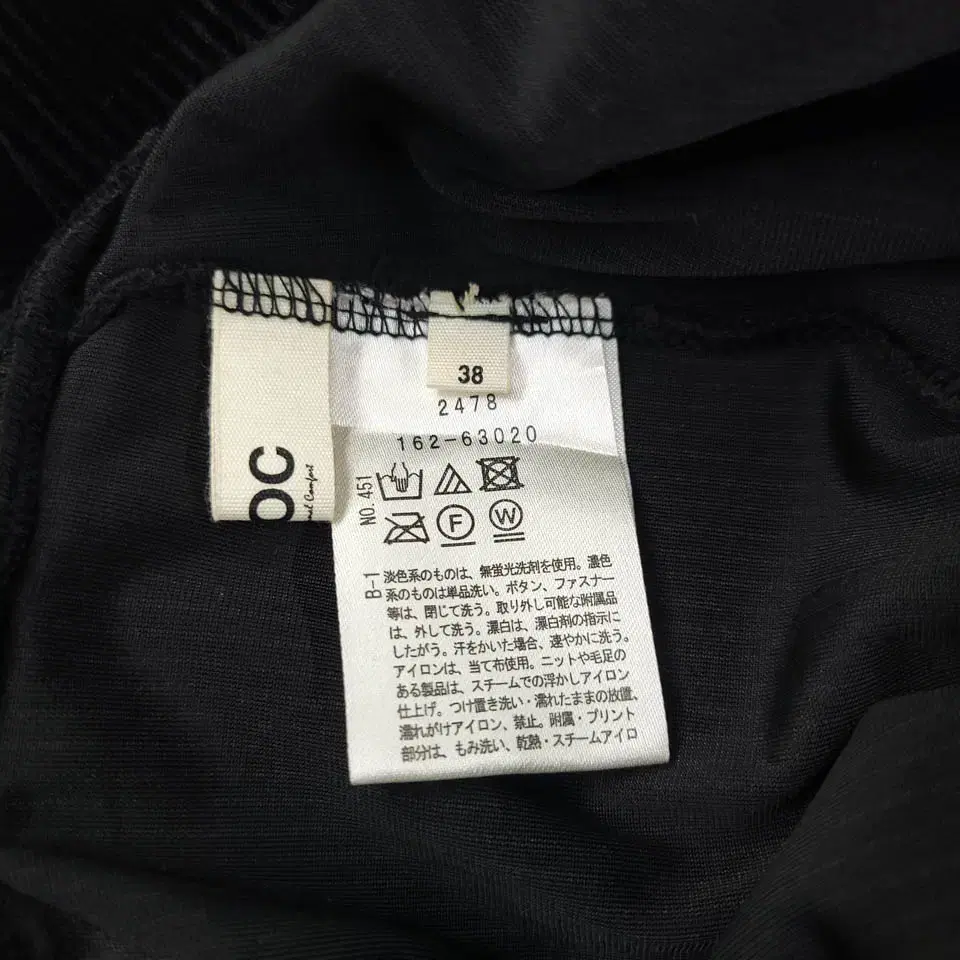 38
2478
162-63020
NO. 451
F
W
B-1
淡色系のものは、無蛍光洗剤を使用。濃色
系のものは単品洗い。ボタン、ファスナー
等は、閉じて洗う。取り外し可能な附属品
は、外して洗う。漂白は、漂白剤の指示に
したがう。汗をかいた場合、速やかに洗う。
アイロンは、当て布使用。ニットや毛足の
ある製品は、スチームでの浮かしアイロン
仕上げ。つけ置き洗い・濡れたままの放置、
濡れがけアイロン、禁止。附属・プリント
部分は、もみ洗い、乾熱・スチームアイロ
OC
Comfort